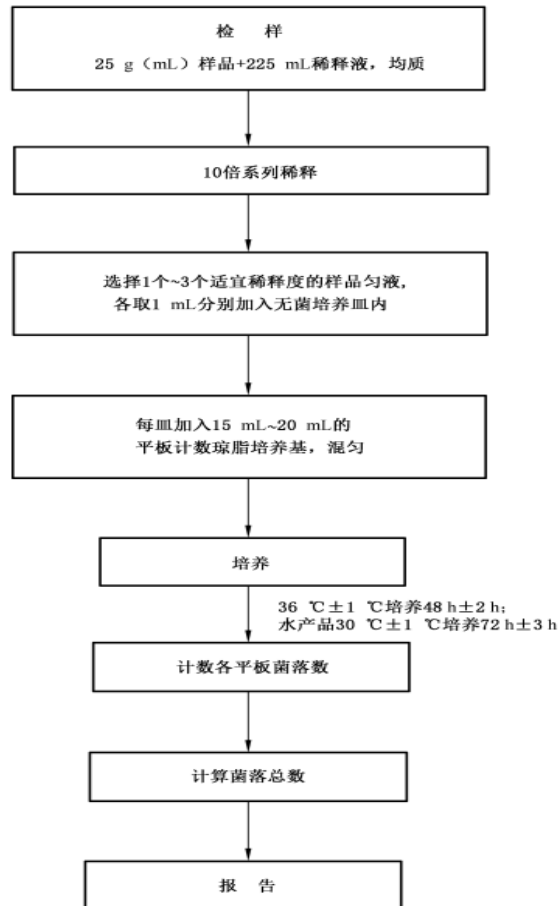 检 样
25 g（mL）样品+225 mL稀释液，均质
10倍系列稀释
选择1个~3个适宜稀释度的样品匀液，
各取1 mL分别加入无菌培养皿内
每皿加入15 mL~20 mL的
平板计数琼脂培养基，混匀
培养
36 ℃±1 ℃培养48 h±2 h；
水产品30 ℃±1 ℃培养72 h±3 h
计数各平板菌落数
计算菌落总数
报 告